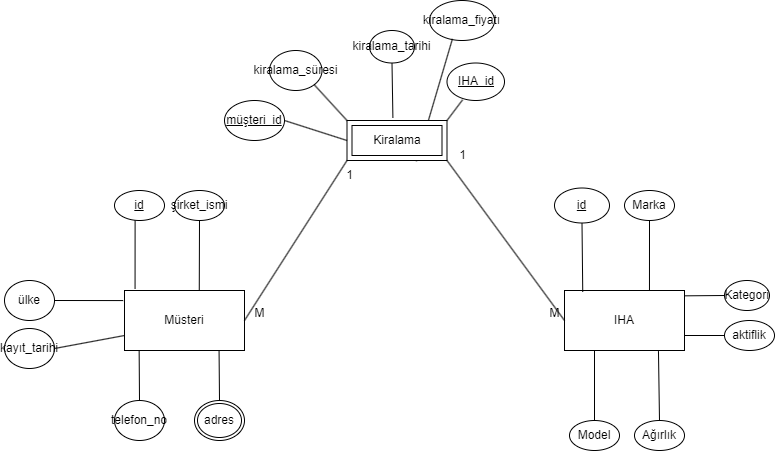 kiralama_fiyatı
kiralama_tarihi
kiralama_süresi
IHA_id
müşteri_id
Kiralama
1
1
id
şirket_ismi
id
Marka
ülke
Kategori
Müsteri
M
M
IHA
kayıt_tarihi
aktiflik
telefon_no
adres
Model
Ağırlık